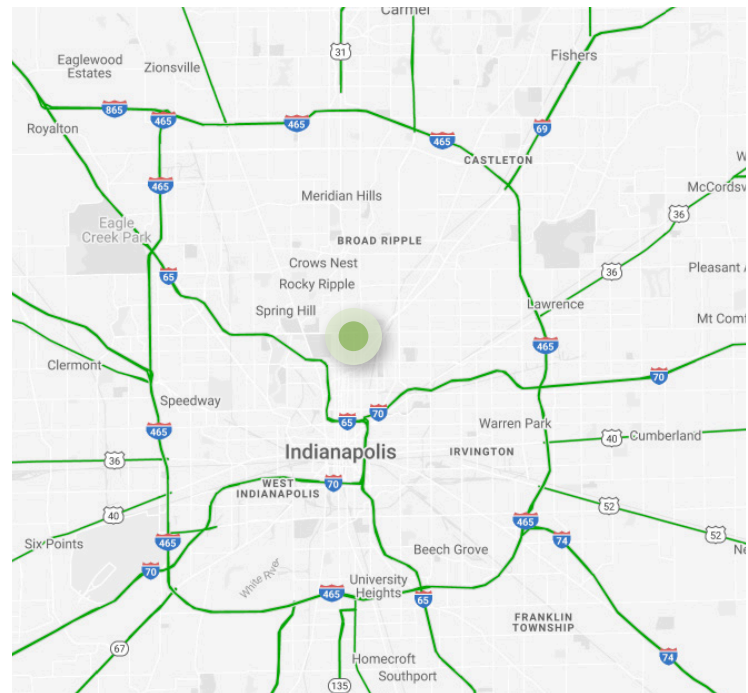 Carmel
Eaglewood
Estates
Zionsville
31
Fishers
865
465
465
69
Royalton
465
CASTLETON
465
McCordsv
Meridian Hills
36
Eagle
Creek Park
BROAD RIPPLE
Crows Nest
65
36
Pleasant A
Rocky Ripple
Spring Hill
Lawrence
Mt Comf
465
Clermont
70
Speedway
70
65
Warren Park
465
40
Cumberland
Indianapolis
IRVINGTON
36
WEST
INDIANAPOLIS
70
52
40
465
52
Six Points
465
74
Ne
Beech Grove
70
White River
University
Heights
465
65
FRANKLIN
TOWNSHIP
67
Homecroft
74
Southport
135